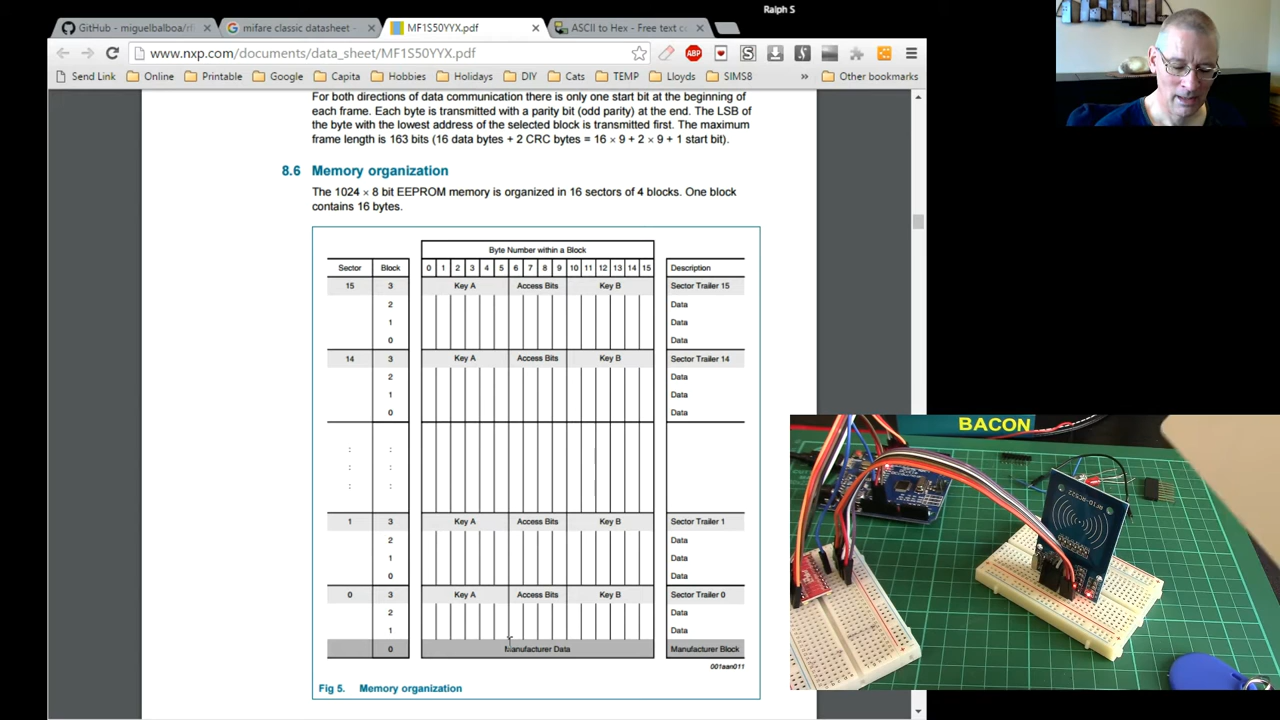 Ralph S
GitHub - miguelbalboa/rf
mifare classic datasheet -
MF1S50YYX.pdf
ASCII to Hex - Free text c
www.nxp.com/documents/data_sheet/MF1S50YYX.pdf
ABP
S
Send Link Online Printable Google Capita Hobbies Holidays DIY Cats TEMP Lloyds SIMS8 » Other bookmarks
For both directions of data communication there is only one start bit at the beginning of
each frame. Each byte is transmitted with a parity bit (odd parity) at the end. The LSB of
the byte with the lowest address of the selected block is transmitted first. The maximum
frame length is 163 bits (16 data bytes + 2 CRC bytes = 16 × 9 + 2 × 9 + 1 start bit).
8.6 Memory organization
The 1024 × 8 bit EEPROM memory is organized in 16 sectors of 4 blocks. One block
contains 16 bytes.
Byte Number within a Block
Sector Block 0 1 2 3 4 5 6 7 8 9 10 11 12 13 14 15 Description
15 3 Key A Access Bits Key B Sector Trailer 15
2 Data
1 Data
0 Data
14 3 Key A Access Bits Key B Sector Trailer 14
2 Data
1 Data
0 Data
: :
: :
: :
1 3 Key A Access Bits Key B Sector Trailer 1
2 Data
1 Data
0 Data
0 3 Key A Access Bits Key B Sector Trailer 0
2 Data
1 Data
0 Manufacturer Data Manufacturer Block
001aan011
Fig 5. Memory organization
BACON
RFID-RC522